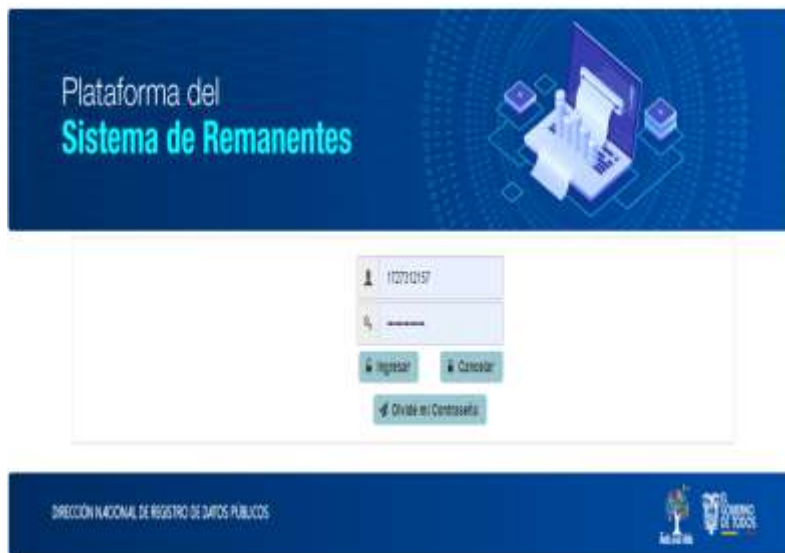 Plataforma del
Sistema de Remanentes
1727312157
Ingresar
Cancelar
Olvidé mi Contraseña
DIRECCIÓN NACIONAL DE REGISTRO DE DATOS PÚBLICOS
EL
GOBIERNO
DE TODOS